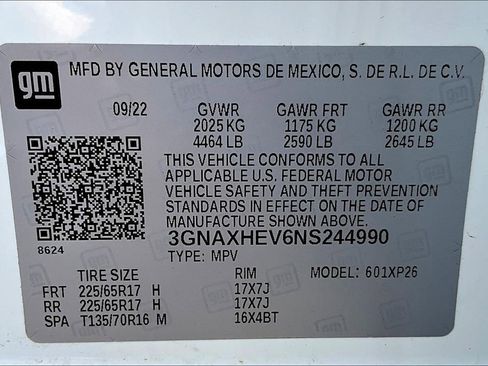 gm
MFD BY GENERAL MOTORS DE MEXICO, S. DE R.L. DE C.V.
09/22 GVWR GAWR FRT GAWR RR
2025 KG 1175 KG 1200 KG
4464 LB 2590 LB 2645 LB
THIS VEHICLE CONFORMS TO ALL
APPLICABLE U.S. FEDERAL MOTOR
VEHICLE SAFETY AND THEFT PREVENTION
STANDARDS IN EFFECT ON THE DATE OF
MANUFACTURE SHOWN ABOVE.
8624 3GNAXHEV6NS244990
TYPE: MPV
TIRE SIZE RIM MODEL: 601XP26
FRT 225/65R17 H 17X7J
RR 225/65R17 H 17X7J
SPA T135/70R16 M 16X4BT